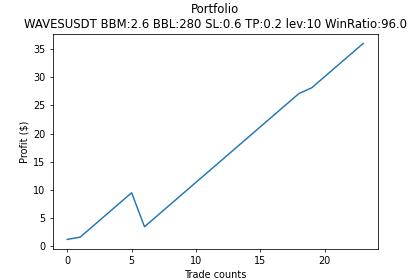 Portfolio
WAVESUSDT BBM:2.6 BBL:280 SL:0.6 TP:0.2 lev:10 WinRatio:96.0
35
30
25
20
15
10
5
0
Profit ($)
0 5 10 15 20
Trade counts